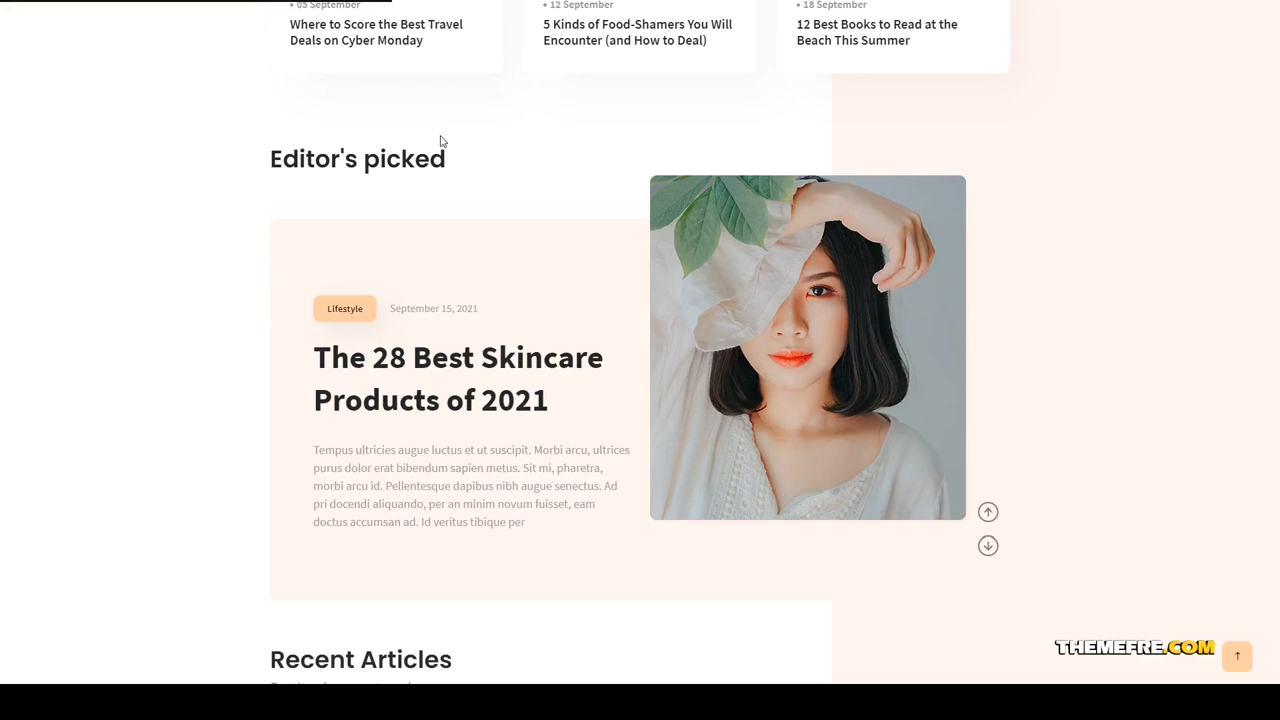 • 05 September
Where to Score the Best Travel
Deals on Cyber Monday
• 12 September
5 Kinds of Food-Shamers You Will
Encounter (and How to Deal)
• 18 September
12 Best Books to Read at the
Beach This Summer
Editor's picked
Lifestyle
September 15, 2021
The 28 Best Skincare
Products of 2021
Tempus ultricies augue luctus et ut suscipit. Morbi arcu, ultrices
purus dolor erat bibendum sapien metus. Sit mi, pharetra,
morbi arcu id. Pellentesque dapibus nibh augue senectus. Ad
pri docendi aliquando, per an minim novum fuisset, eam
doctus accumsan ad. Id veritus tibique per
THEMEFRE.COM
Recent Articles